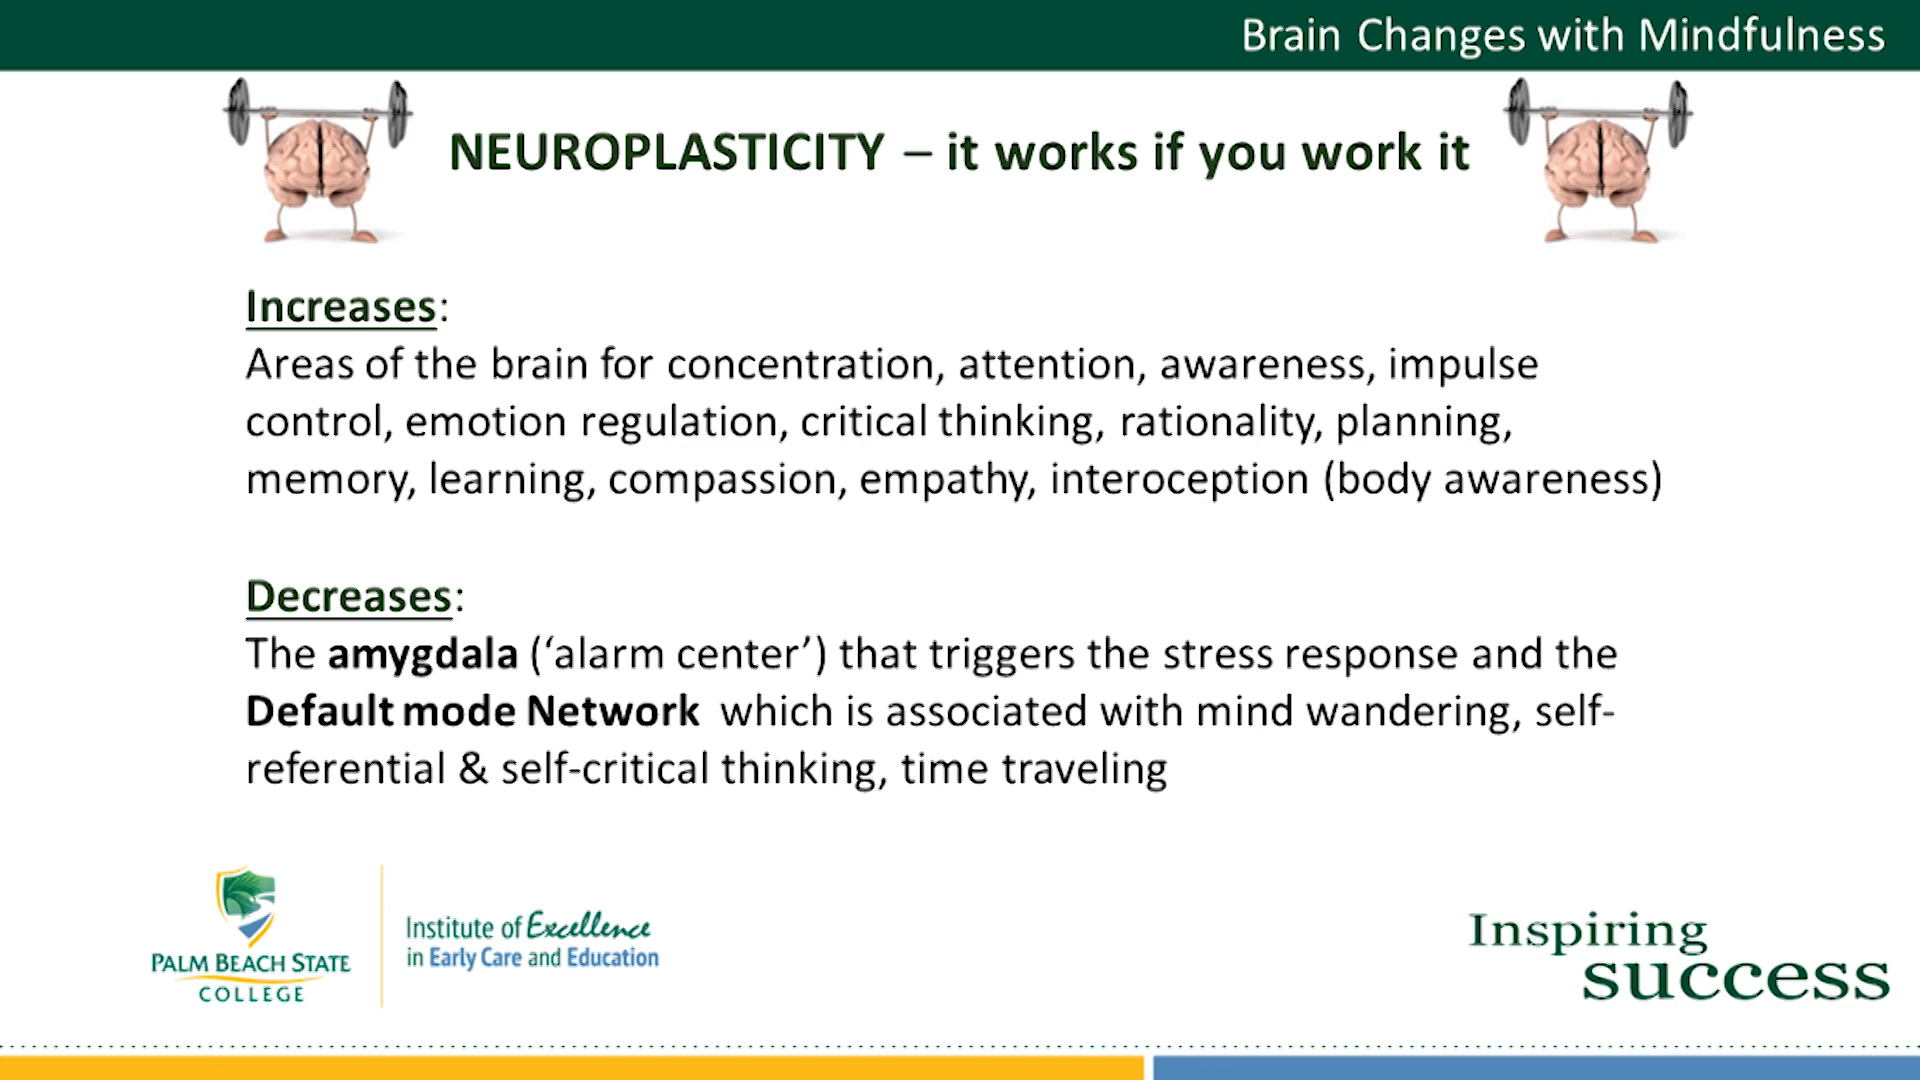 Brain Changes with Mindfulness
NEUROPLASTICITY – it works if you work it
Increases:
Areas of the brain for concentration, attention, awareness, impulse
control, emotion regulation, critical thinking, rationality, planning,
memory, learning, compassion, empathy, interoception (body awareness)
Decreases:
The amygdala (‘alarm center’) that triggers the stress response and the
Default mode Network which is associated with mind wandering, self-
referential & self-critical thinking, time traveling
PALM BEACH STATE
COLLEGE
Institute of Excellence
in Early Care and Education
Inspiring
success